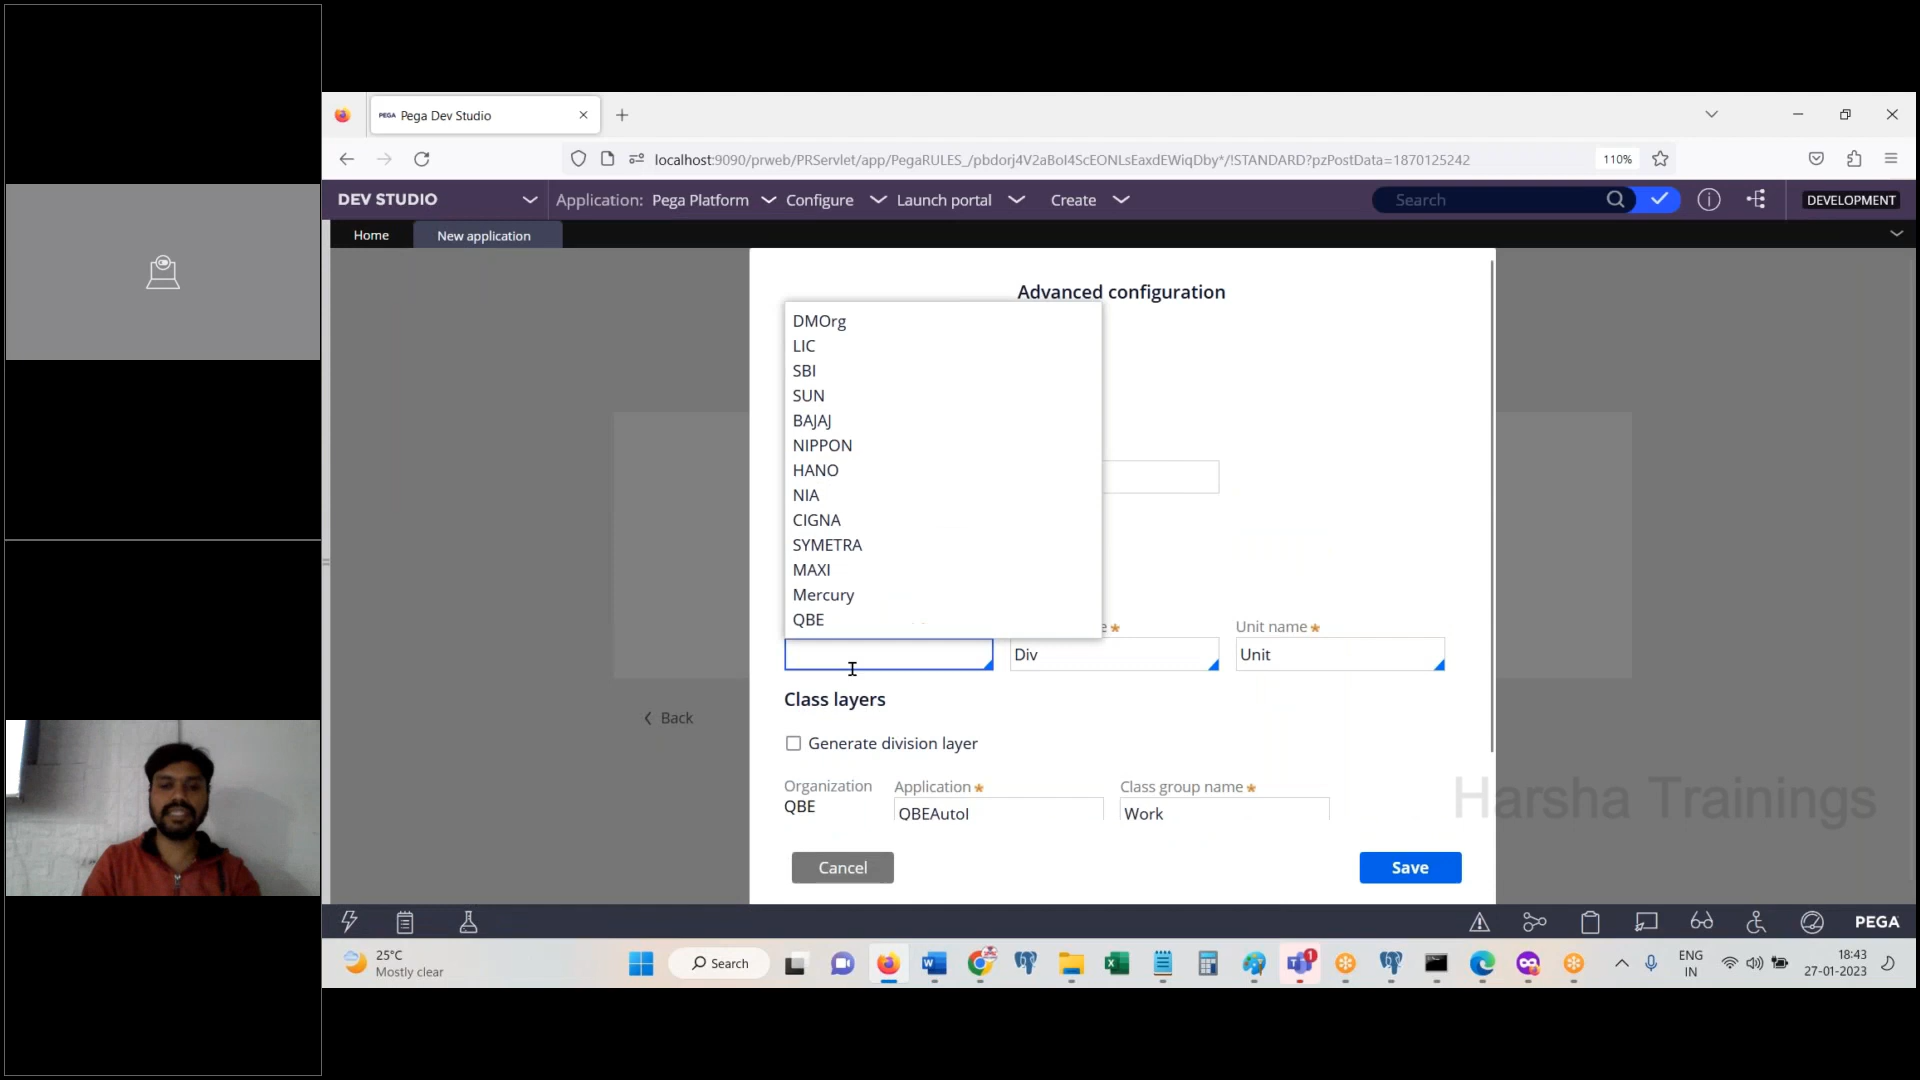 PEGA Pega Dev Studio
localhost:9090/prweb/PRServlet/app/PegaRULES_/pbdorj4V2aBoI4ScEONLsEaxdEWiqDby*/!STANDARD?pzPostData=1870125242
110%
DEV STUDIO
Application: Pega Platform
Configure
Launch portal
Create
Search
DEVELOPMENT
Home
New application
Advanced configuration
DMOrg
LIC
SBI
SUN
BAJAJ
NIPPON
HANO
NIA
CIGNA
SYMETRA
MAXI
Mercury
QBE
Unit name *
Div
Unit
Class layers
Back
Generate division layer
Organization
Application *
Class group name *
QBE
QBEAutoI
Work
Harsha Trainings
Cancel
Save
PEGA
25°C
Mostly clear
Search
1
ENG
IN
18:43
27-01-2023